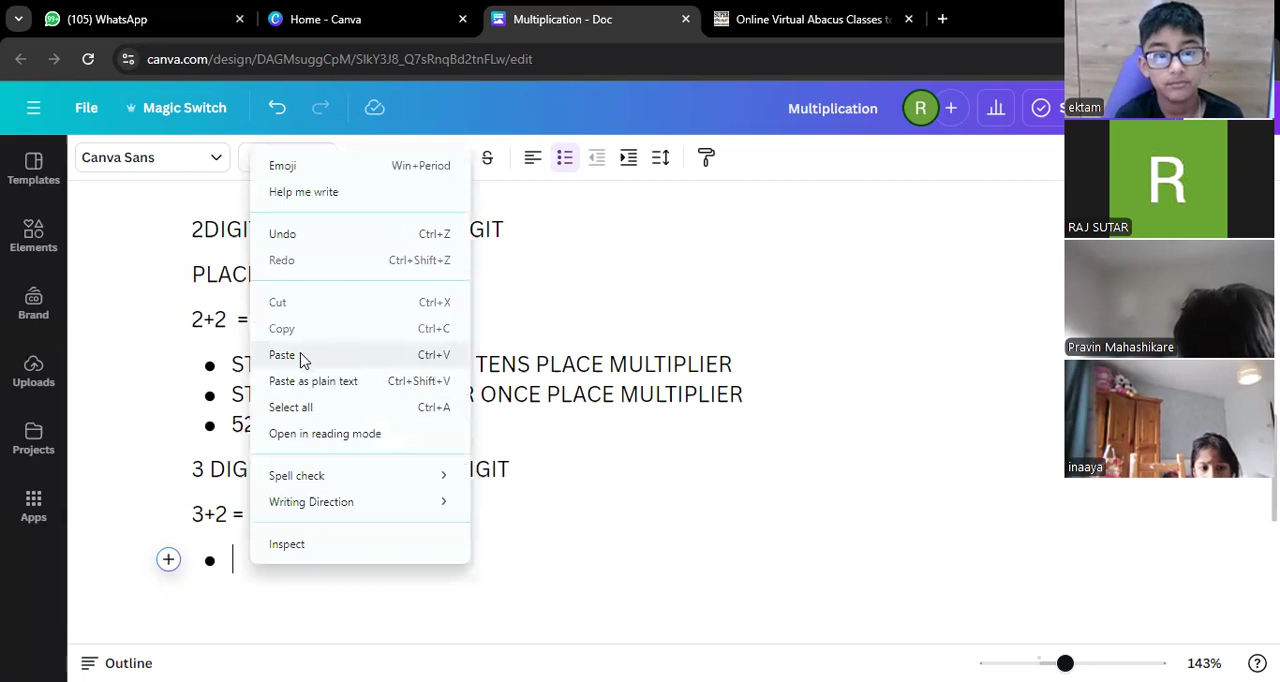 99+ (105) WhatsApp
Home - Canva
Multiplication - Doc
Online Virtual Abacus Classes to
canva.com/design/DAGMsuggCpM/SIkY3J8_Q7sRnqBd2tnFLw/edit
File
Magic Switch
Multiplication
R
Canva Sans
Templates
Elements
Brand
Uploads
Projects
Apps
Emoji Win+Period
Help me write
Undo Ctrl+Z
Redo Ctrl+Shift+Z
Cut Ctrl+X
Copy Ctrl+C
Paste Ctrl+V
Paste as plain text Ctrl+Shift+V
Select all Ctrl+A
Open in reading mode
Spell check
Writing Direction
Inspect
2DIGI GIT
PLAC
2+2 =
ST TENS PLACE MULTIPLIER
ST R ONCE PLACE MULTIPLIER
52
3 DIG IGIT
3+2 =
Outline
143%
ektam
R
RAJ SUTAR
Pravin Mahashikare
inaaya